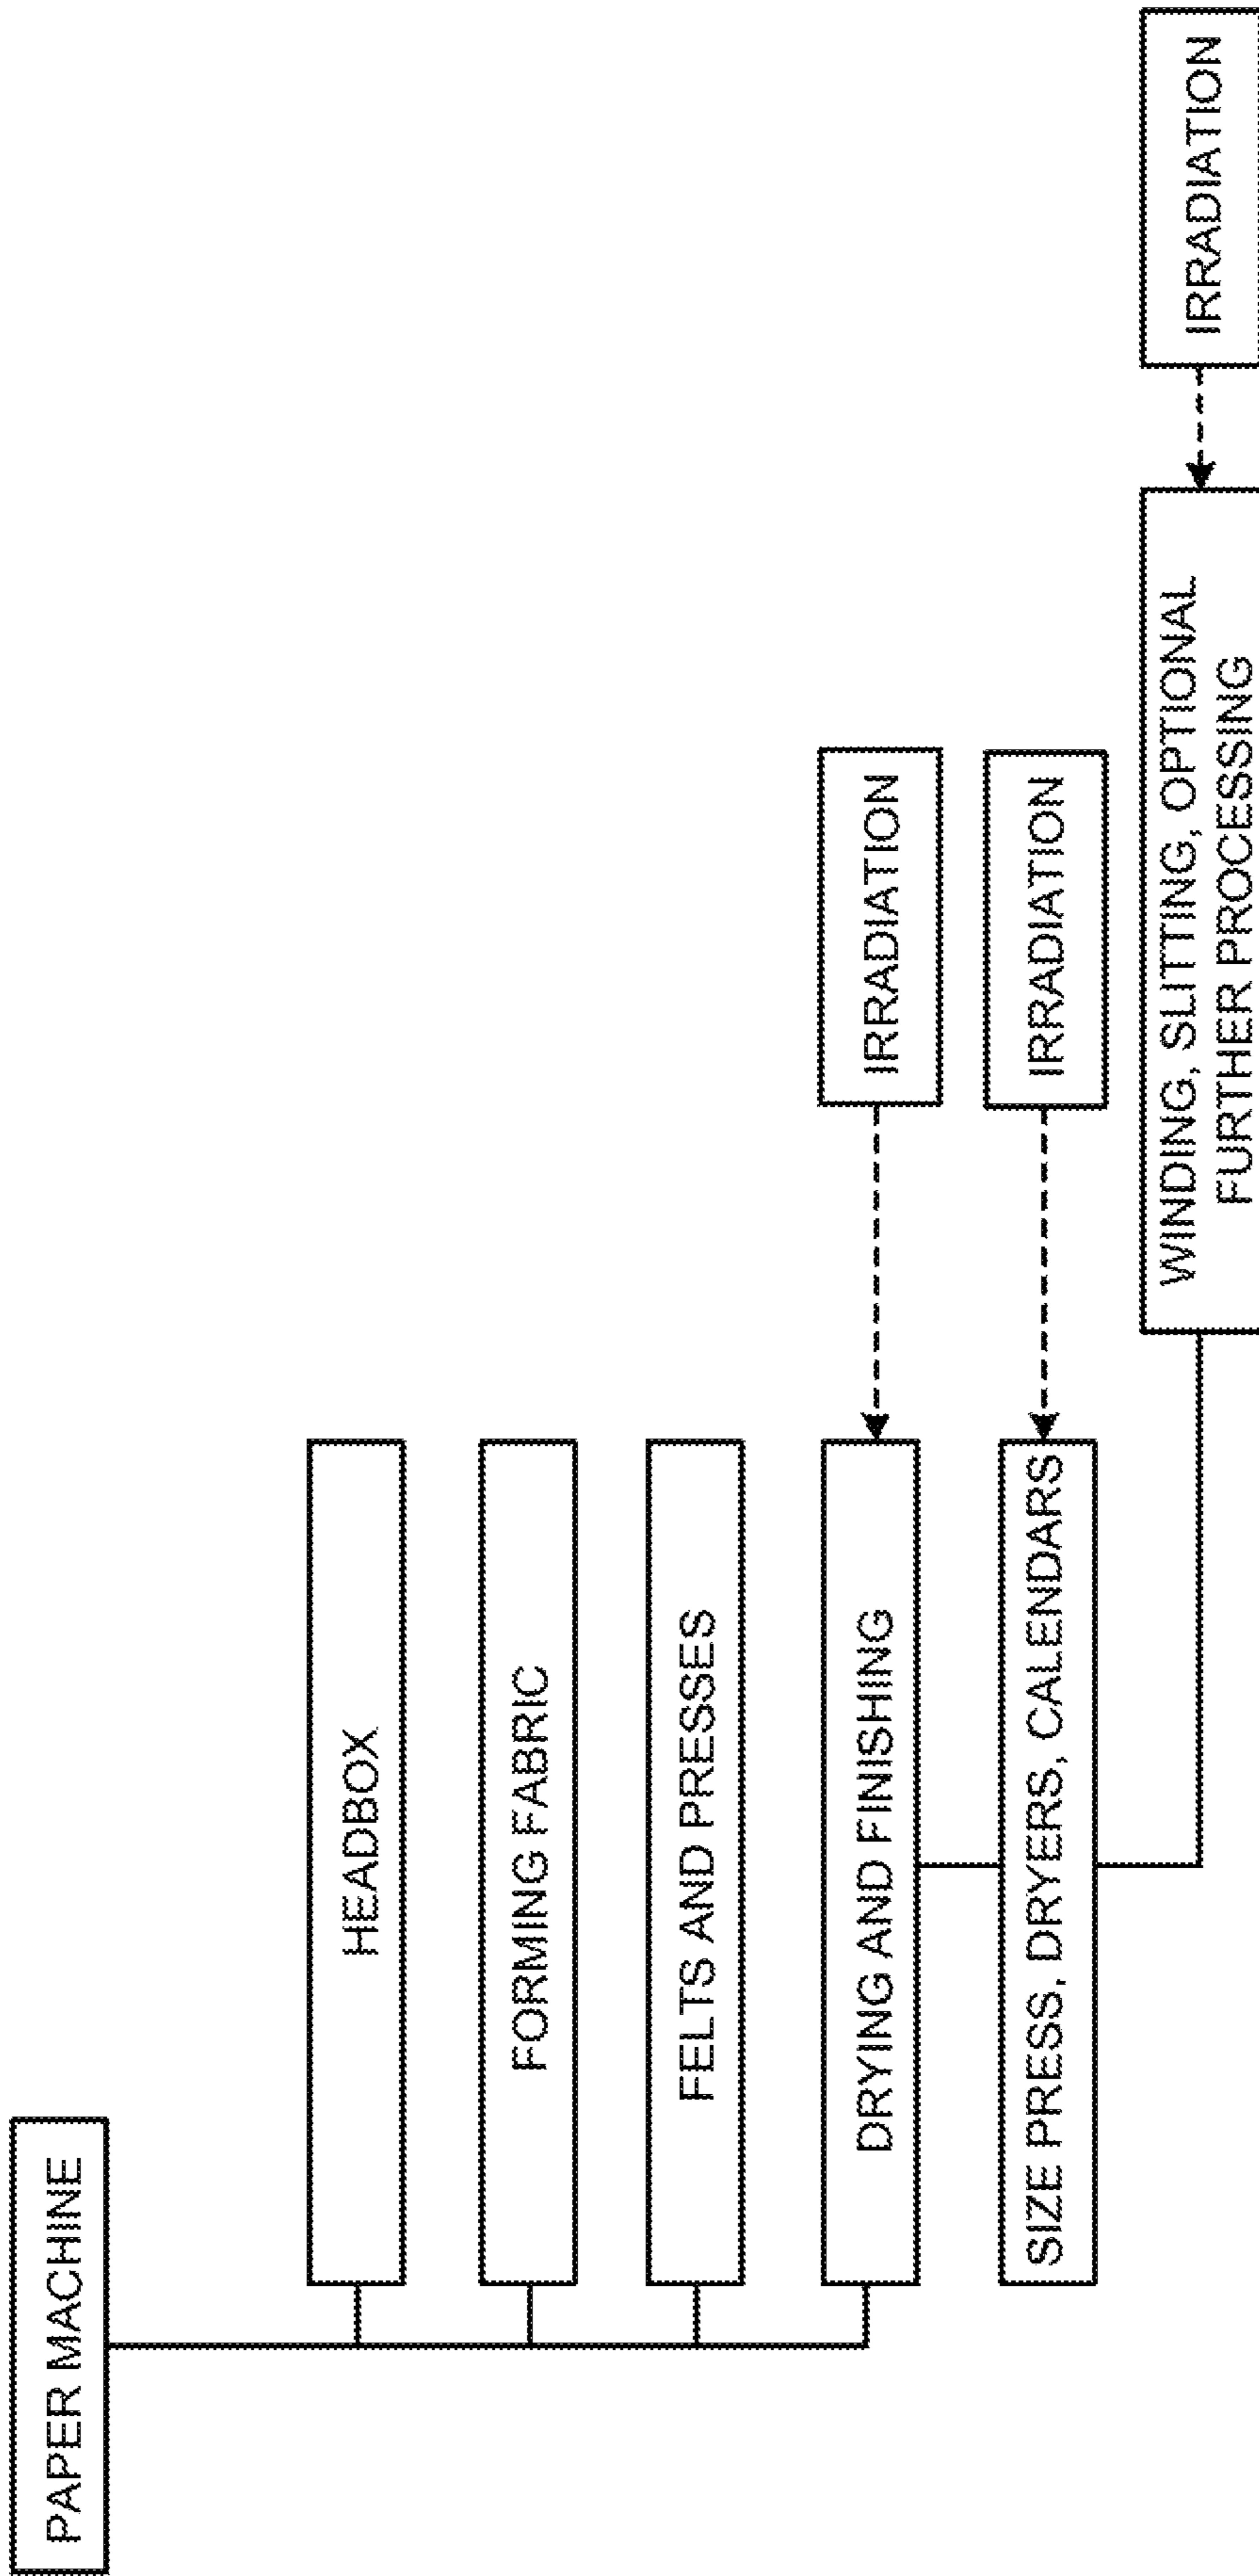 PAPER MACHINE
HEADBOX
FORMING FABRIC
FELTS AND PRESSES
DRYING AND FINISHING
IRRADIATION
SIZE PRESS, DRYERS, CALENDARS
IRRADIATION
WINDING, SLITTING, OPTIONAL
FURTHER PROCESSING
IRRADIATION